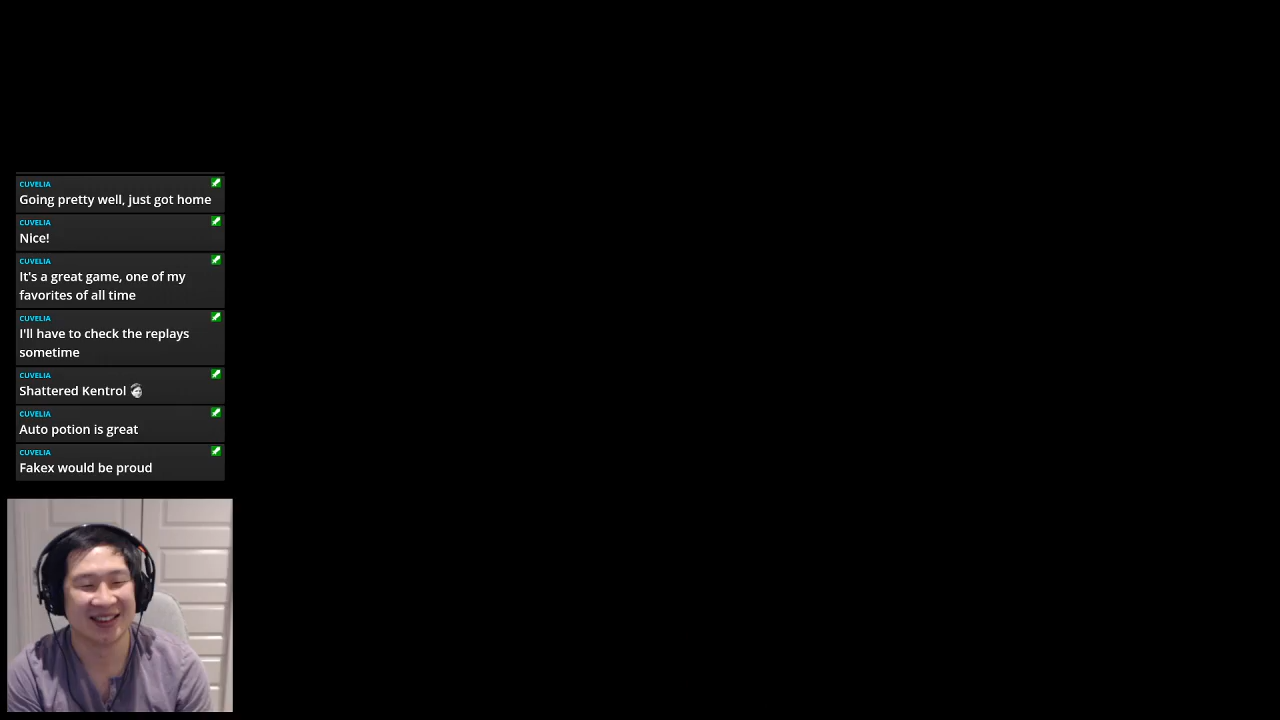 CUVELIA
Going pretty well, just got home
CUVELIA
Nice!
CUVELIA
It's a great game, one of my
favorites of all time
CUVELIA
I'll have to check the replays
sometime
CUVELIA
Shattered Kentrol
CUVELIA
Auto potion is great
CUVELIA
Fakex would be proud